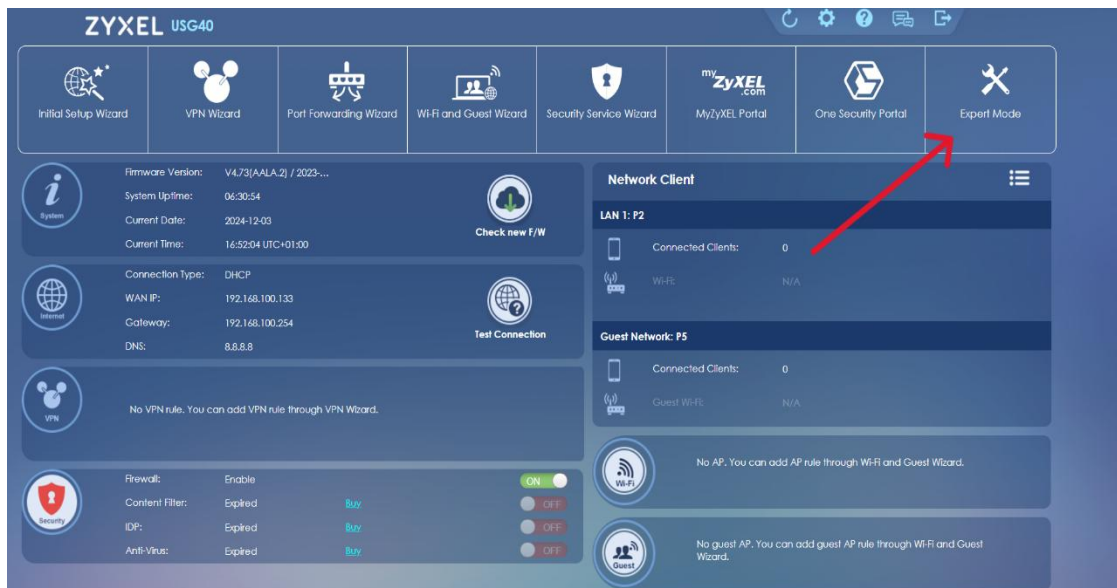 ZYXEL USG40
Initial Setup Wizard
VPN Wizard
Port Forwarding Wizard
Wi-Fi and Guest Wizard
Security Service Wizard
myZyXEL.com
MyZyXEL Portal
One Security Portal
Expert Mode
System
Firmware Version: V4.73(AALA.2) / 2023-...
System Uptime: 06:30:54
Current Date: 2024-12-03
Current Time: 16:52:04 UTC+01:00
Check new F/W
Internet
Connection Type: DHCP
WAN IP: 192.168.100.133
Gateway: 192.168.100.254
DNS: 8.8.8.8
Test Connection
VPN
No VPN rule. You can add VPN rule through VPN Wizard.
Security
Firewall: Enable ON
Content Filter: Expired Buy OFF
IDP: Expired Buy OFF
Anti-Virus: Expired Buy OFF
Network Client
LAN 1: P2
Connected Clients: 0
Wi-Fi: N/A
Guest Network: P5
Connected Clients: 0
Guest Wi-Fi: N/A
Wi-Fi
No AP. You can add AP rule through Wi-Fi and Guest Wizard.
Guest
No guest AP. You can add guest AP rule through Wi-Fi and Guest
Wizard.